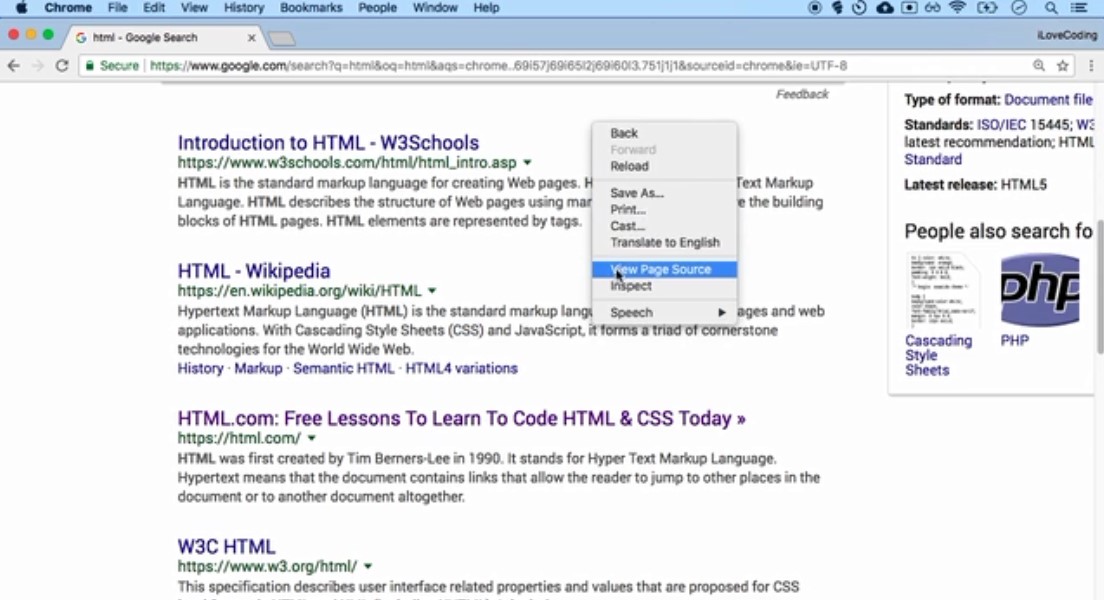 Chrome File Edit View History Bookmarks People Window Help
html - Google Search
iLoveCoding
Secure https://www.google.com/search?q=html&oq=html&aqs=chrome..69i57j69i65l2j69i60l3.751j1j1&sourceid=chrome&ie=UTF-8
Feedback
Introduction to HTML - W3Schools
https://www.w3schools.com/html/html_intro.asp
HTML is the standard markup language for creating Web pages. H
Text Markup
Language. HTML describes the structure of Web pages using mar
e the building
blocks of HTML pages. HTML elements are represented by tags.
HTML - Wikipedia
https://en.wikipedia.org/wiki/HTML
Hypertext Markup Language (HTML) is the standard markup langu
ages and web
applications. With Cascading Style Sheets (CSS) and JavaScript, it forms a triad of cornerstone
technologies for the World Wide Web.
History · Markup · Semantic HTML · HTML4 variations
HTML.com: Free Lessons To Learn To Code HTML & CSS Today »
https://html.com/
HTML was first created by Tim Berners-Lee in 1990. It stands for Hyper Text Markup Language.
Hypertext means that the document contains links that allow the reader to jump to other places in the
document or to another document altogether.
W3C HTML
https://www.w3.org/html/
This specification describes user interface related properties and values that are proposed for CSS
Back
Forward
Reload
Save As...
Print...
Cast...
Translate to English
View Page Source
Inspect
Speech
Type of format: Document file
Standards: ISO/IEC 15445; W3
latest recommendation; HTML
Standard
Latest release: HTML5
People also search fo
php
Cascading
Style
Sheets
PHP